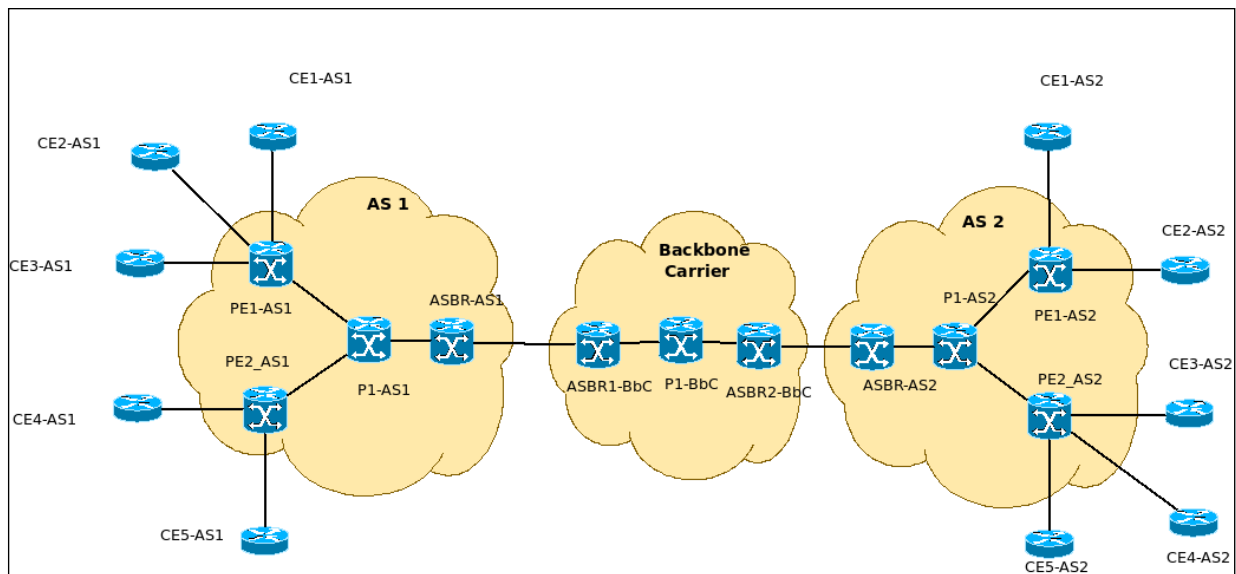 CE1-AS1
CE1-AS2
CE2-AS1
AS 1
AS 2
CE2-AS2
Backbone
Carrier
CE3-AS1
PE1-AS1
ASBR-AS1
P1-AS2
PE1-AS2
PE2_AS1
P1-AS1
ASBR1-BbC
P1-BbC
ASBR2-BbC
ASBR-AS2
PE2_AS2
CE3-AS2
CE4-AS1
CE5-AS1
CE5-AS2
CE4-AS2